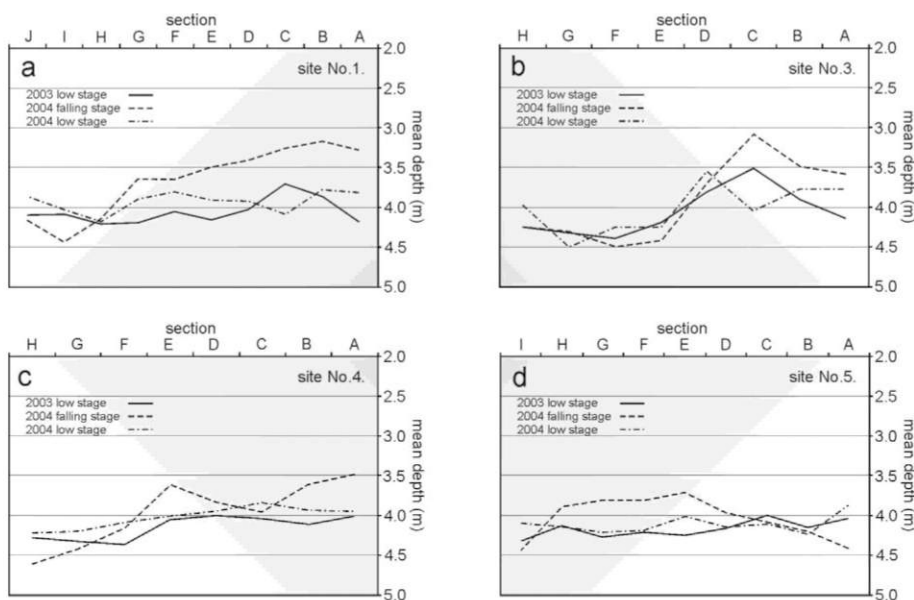 section
J I H G F E D C B A
a
site No.1.
2003 low stage
2004 falling stage
2004 low stage
2.0
2.5
3.0
3.5
4.0
4.5
5.0
mean depth (m)
section
H G F E D C B A
b
site No.3.
2003 low stage
2004 falling stage
2004 low stage
2.0
2.5
3.0
3.5
4.0
4.5
5.0
mean depth (m)
section
H G F E D C B A
c
site No.4.
2003 low stage
2004 falling stage
2004 low stage
2.0
2.5
3.0
3.5
4.0
4.5
5.0
mean depth (m)
section
I H G F E D C B A
d
site No.5.
2003 low stage
2004 falling stage
2004 low stage
2.0
2.5
3.0
3.5
4.0
4.5
5.0
mean depth (m)